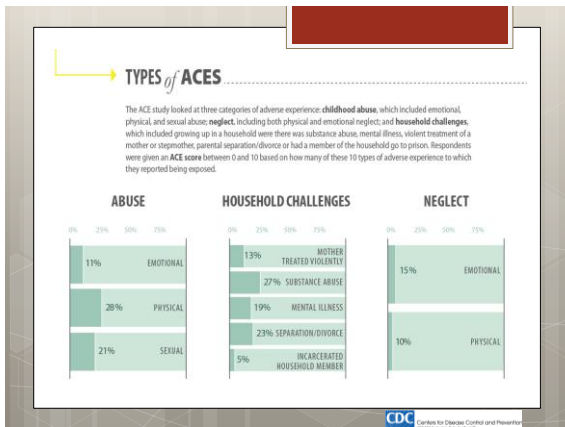 TYPES of ACES
The ACE study looked at three categories of adverse experience: childhood abuse, which included emotional,
physical, and sexual abuse; neglect, including both physical and emotional neglect; and household challenges,
which included growing up in a household were there was substance abuse, mental illness, violent treatment of a
mother or stepmother, parental separation/divorce or had a member of the household go to prison. Respondents
were given an ACE score between 0 and 10 based on how many of these 10 types of adverse experience to which
they reported being exposed.
ABUSE
0% 25% 50% 75%
11% EMOTIONAL
28% PHYSICAL
21% SEXUAL
HOUSEHOLD CHALLENGES
0% 25% 50% 75%
13% MOTHER
TREATED VIOLENTLY
27% SUBSTANCE ABUSE
19% MENTAL ILLNESS
23% SEPARATION/DIVORCE
5% INCARCERATED
HOUSEHOLD MEMBER
NEGLECT
0% 25% 50% 75%
15% EMOTIONAL
10% PHYSICAL
CDC Centers for Disease Control and Prevention